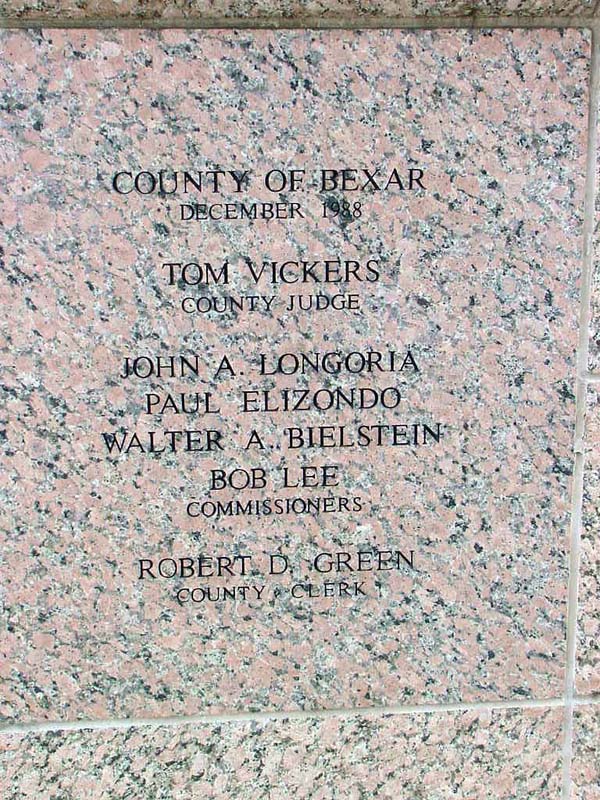 COUNTY OF BEXAR
DECEMBER 1988
TOM VICKERS
COUNTY JUDGE
JOHN A. LONGORIA
PAUL ELIZONDO
WALTER A. BIELSTEIN
BOB LEE
COMMISSIONERS
ROBERT D. GREEN
COUNTY CLERK